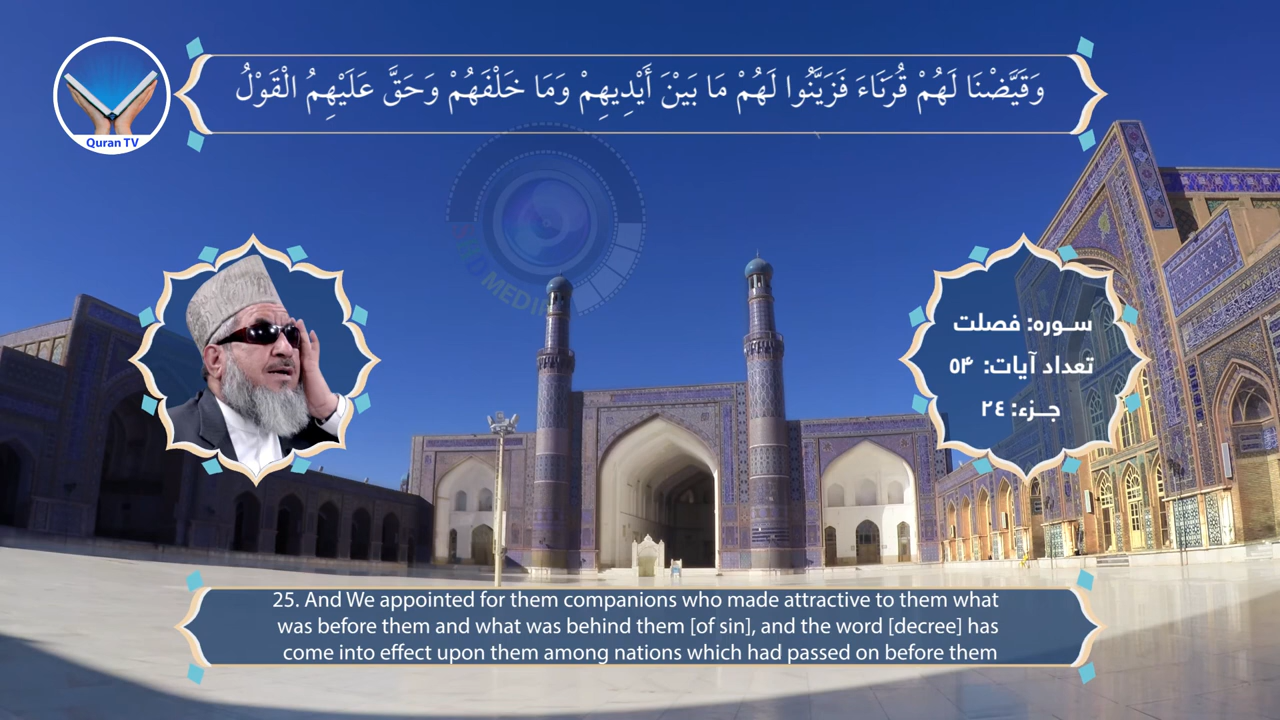 Quran TV
وَقَيَّضْنَا لَهُمْ قُرَنَاءَ فَزَيَّنُوا لَهُمْ مَا بَيْنَ أَيْدِيهِمْ وَمَا خَلْفَهُمْ وَحَقَّ عَلَيْهِمُ الْقَوْلُ
سوره: فصلت
تعداد آیات: ۵۴
جزء: ٢٤
25. And We appointed for them companions who made attractive to them what
was before them and what was behind them [of sin], and the word [decree] has
come into effect upon them among nations which had passed on before them